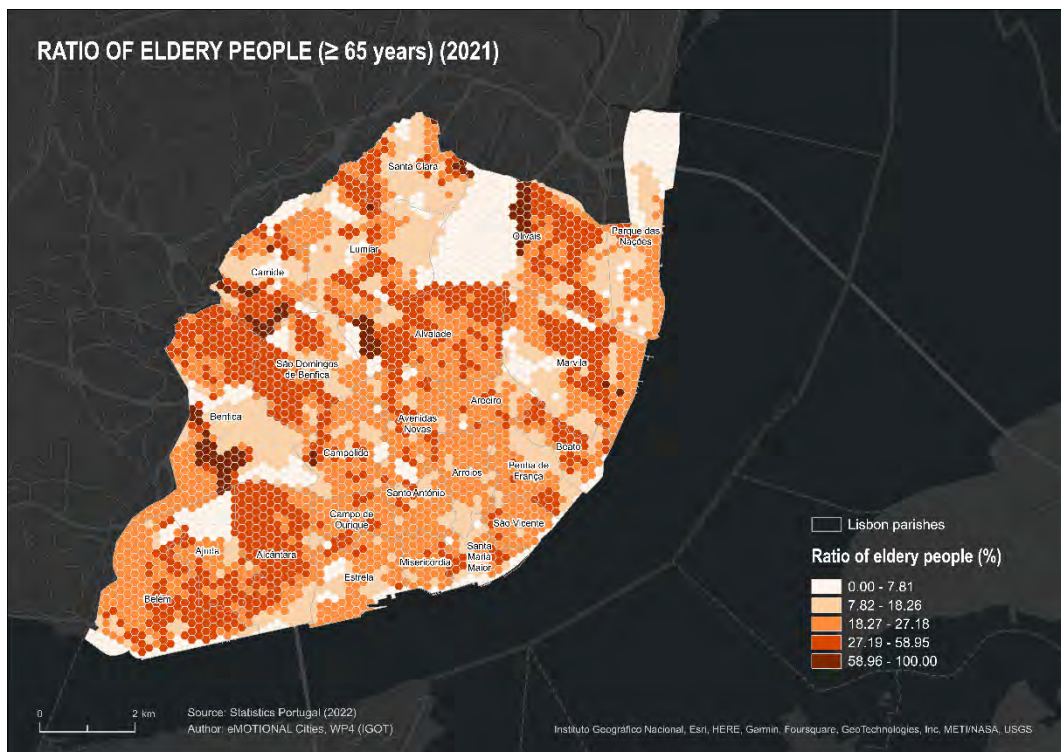 RATIO OF ELDERY PEOPLE (≥ 65 years) (2021)
Santa Clara
Olivais
Parque das
Nações
Lumiar
Carnide
Alvalade
São Domingos
de Benfica
Marvila
Areeiro
Benfica
Avenidas
Novas
Beato
Campolide
Arroios
Penha de
França
Santo António
Campo de
Ourique
São Vicente
Ajuda
Alcântara
Misericórdia
Santa
Maria
Maior
Estrela
Belém
Lisbon parishes
Ratio of eldery people (%)
0.00 - 7.81
7.82 - 18.26
18.27 - 27.18
27.19 - 58.95
58.96 - 100.00
0 2 km
Source: Statistics Portugal (2022)
Author: eMOTIONAL Cities, WP4 (IGOT)
Instituto Geográfico Nacional, Esri, HERE, Garmin, Foursquare, GeoTechnologies, Inc, METI/NASA, USGS